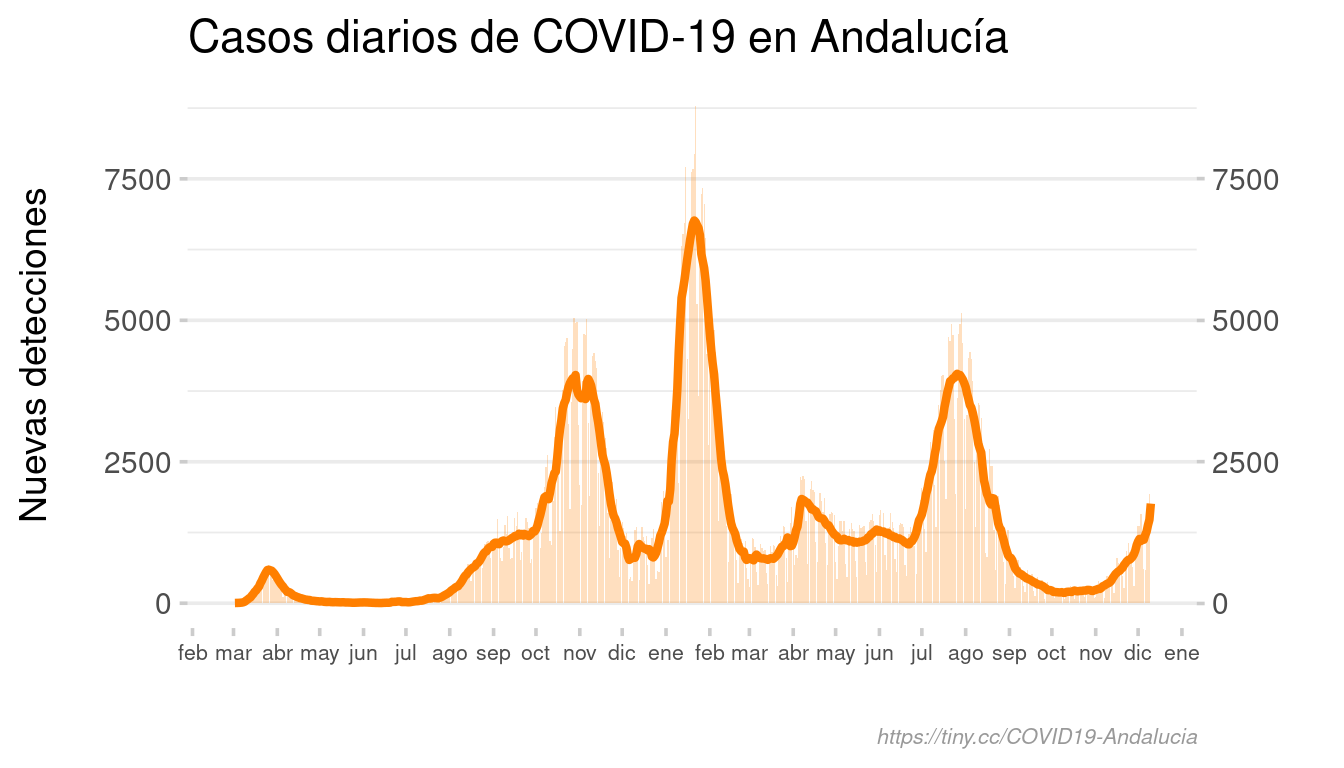 Casos diarios de COVID-19 en Andalucía
Nuevas detecciones
7500 7500
5000 5000
2500 2500
0 0
feb mar abr may jun jul ago sep oct nov dic ene feb mar abr may jun jul ago sep oct nov dic ene
https://tiny.cc/COVID19-Andalucia